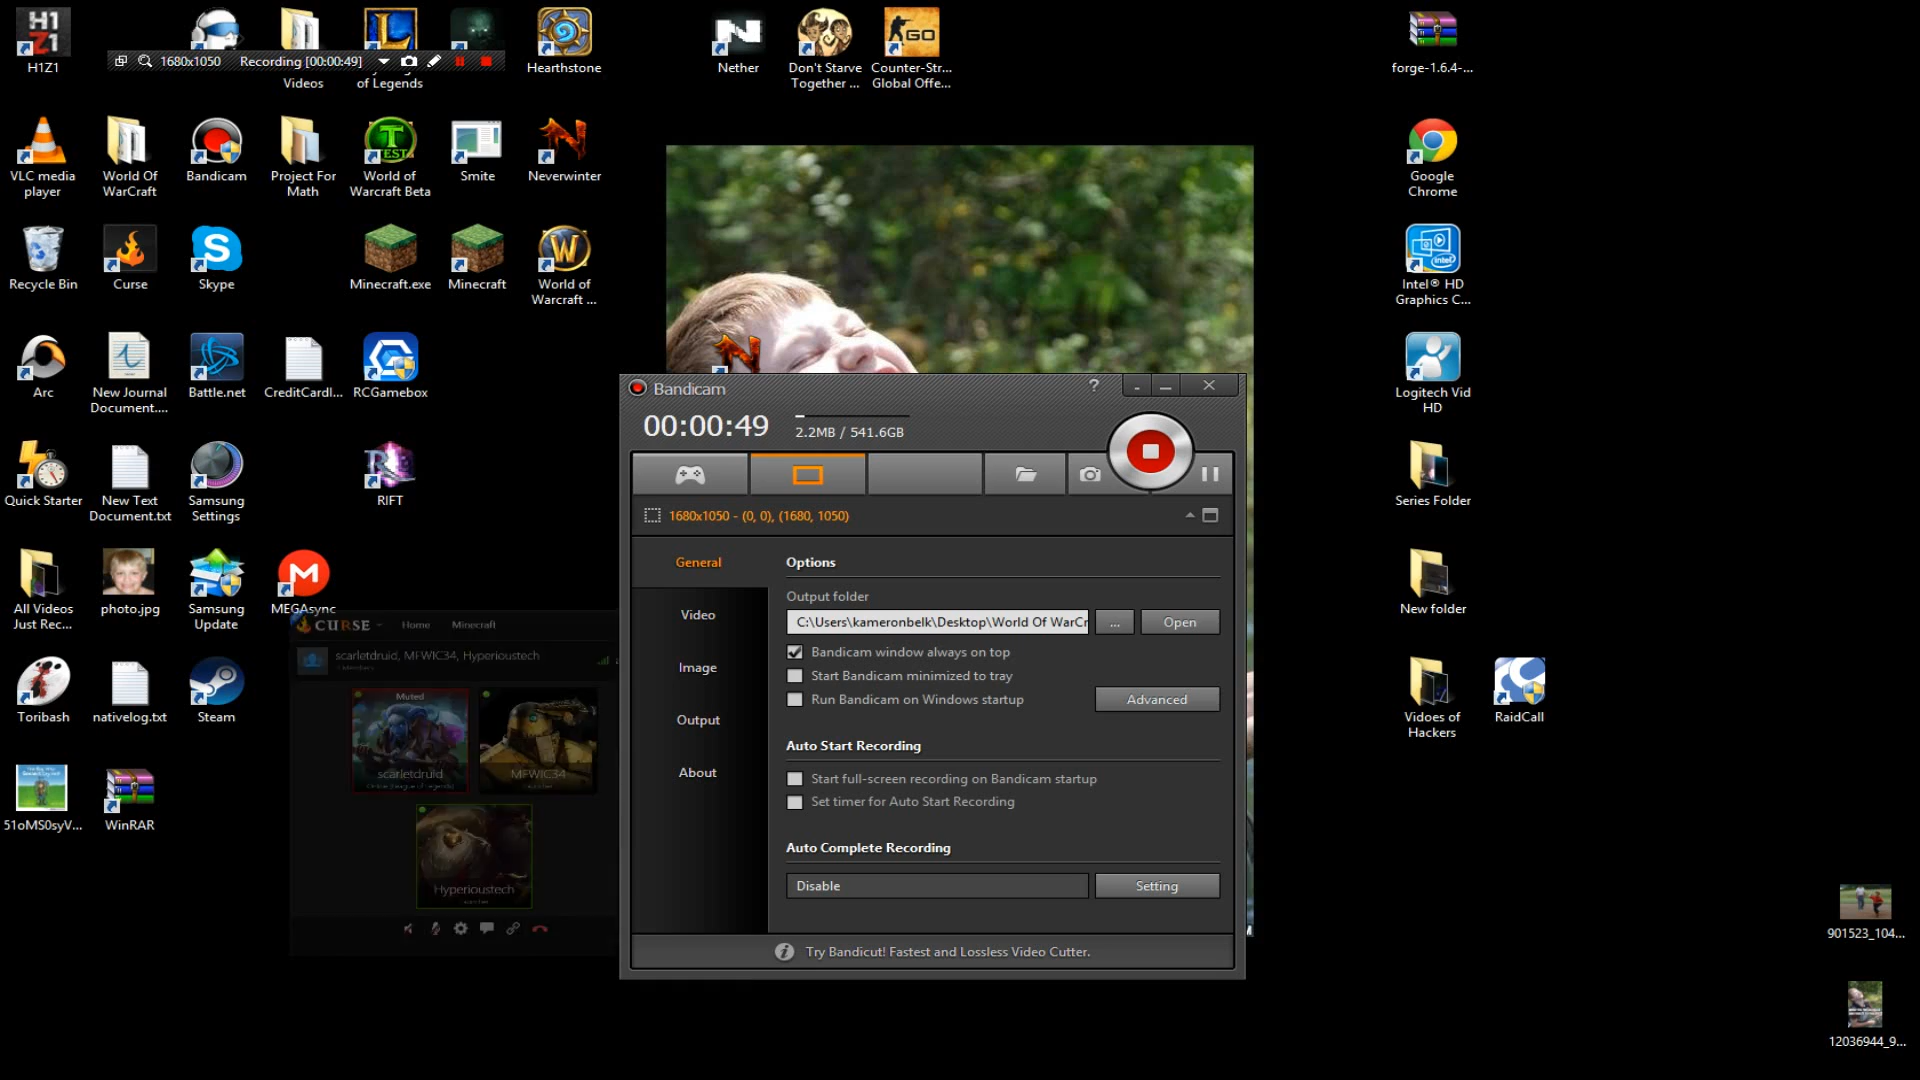 H1Z1
1680x1050
Recording [00:00:49]
Videos
of Legends
Hearthstone
Nether
Don't Starve
Together ...
Counter-Str...
Global Offe...
forge-1.6.4-...
VLC media
player
World Of
WarCraft
Bandicam
Project For
Math
World of
Warcraft Beta
Smite
Neverwinter
Google
Chrome
Recycle Bin
Curse
Skype
Minecraft.exe
Minecraft
World of
Warcraft ...
Intel® HD
Graphics C...
Arc
New Journal
Document....
Battle.net
CreditCardl...
RCGamebox
Logitech Vid
HD
Quick Starter
New Text
Document.txt
Samsung
Settings
RIFT
Series Folder
All Videos
Just Rec...
photo.jpg
Samsung
Update
MEGAsync
New folder
Toribash
nativelog.txt
Steam
Vidoes of
Hackers
RaidCall
51oMS0syV...
WinRAR
901523_104...
12036944_9...
CURSE
Home
Minecraft
scarletdruid, MFWIC34, Hyperioustech
Muted
scarletdruid
Online (League of Legends)
MFWIC34
Hyperioustech
Bandicam
?
00:00:49
2.2MB / 541.6GB
1680x1050 - (0, 0), (1680, 1050)
General
Video
Image
Output
About
Options
Output folder
C:\Users\kameronbelk\Desktop\World Of WarCr
...
Open
Bandicam window always on top
Start Bandicam minimized to tray
Run Bandicam on Windows startup
Advanced
Auto Start Recording
Start full-screen recording on Bandicam startup
Set timer for Auto Start Recording
Auto Complete Recording
Disable
Setting
Try Bandicut! Fastest and Lossless Video Cutter.